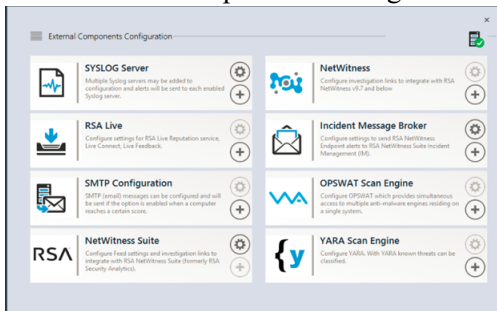 External Components Configuration
SYSLOG Server
Multiple Syslog servers may be added to
configuration and alerts will be sent to each enabled
Syslog server.
NetWitness
Configure investigation links to integrate with RSA
NetWitness v9.7 and below.
RSA Live
Configure settings for RSA Live Reputation service,
Live Connect, Live Feedback.
Incident Message Broker
Configure settings to send RSA NetWitness
Endpoint alerts to RSA NetWitness Suite Incident
Management (IM).
SMTP Configuration
SMTP (email) messages can be configured and will
be sent if the option is enabled when a computer
reaches a certain score.
OPSWAT Scan Engine
Configure OPSWAT which provides simultaneous
access to multiple anti-malware engines residing on
a single system.
RSA
NetWitness Suite
Configure Feed settings and investigation links to
integrate with RSA NetWitness Suite (formerly RSA
Security Analytics).
{y
YARA Scan Engine
Configure YARA. With YARA known threats can be
classified.